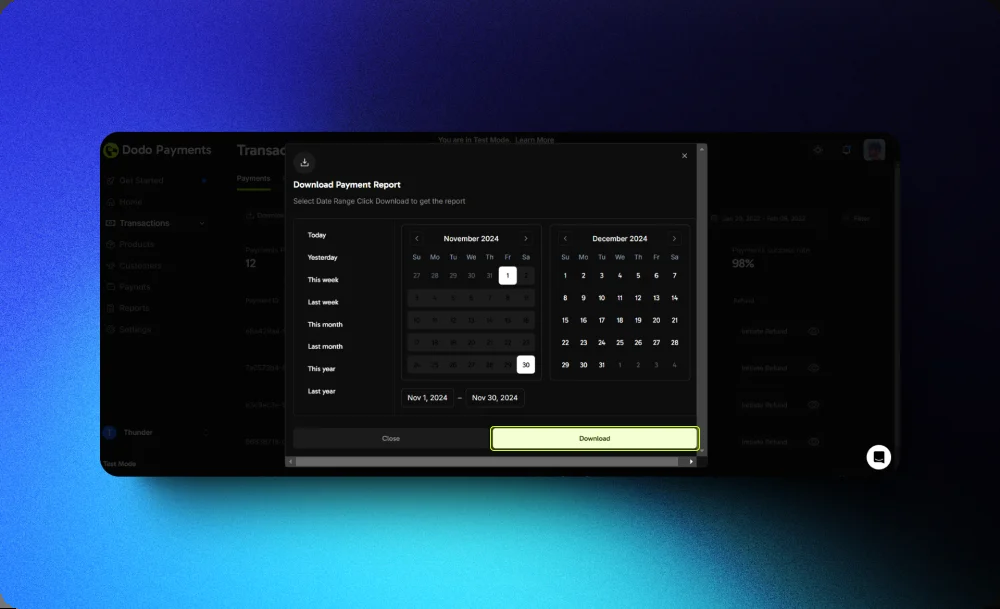 You are in Test Mode. Learn More
Dodo Payments
Transac
Get Started
Home
Transactions
Products
Customers
Payouts
Reports
Settings
Thunder
Test Mode
Payments
12
98%
Initiate Refund
Initiate Refund
Initiate Refund
Initiate Refund
Download Payment Report
Select Date Range Click Download to get the report
Today
Yesterday
This week
Last week
This month
Last month
This year
Last year
November 2024
Su Mo Tu We Th Fr Sa
27 28 29 30 31 1 2
3 4 5 6 7 8 9
10 11 12 13 14 15 16
17 18 19 20 21 22 23
24 25 26 27 28 29 30
December 2024
Su Mo Tu We Th Fr Sa
1 2 3 4 5 6 7
8 9 10 11 12 13 14
15 16 17 18 19 20 21
22 23 24 25 26 27 28
29 30 31 1 2 3 4
Nov 1, 2024 – Nov 30, 2024
Close
Download